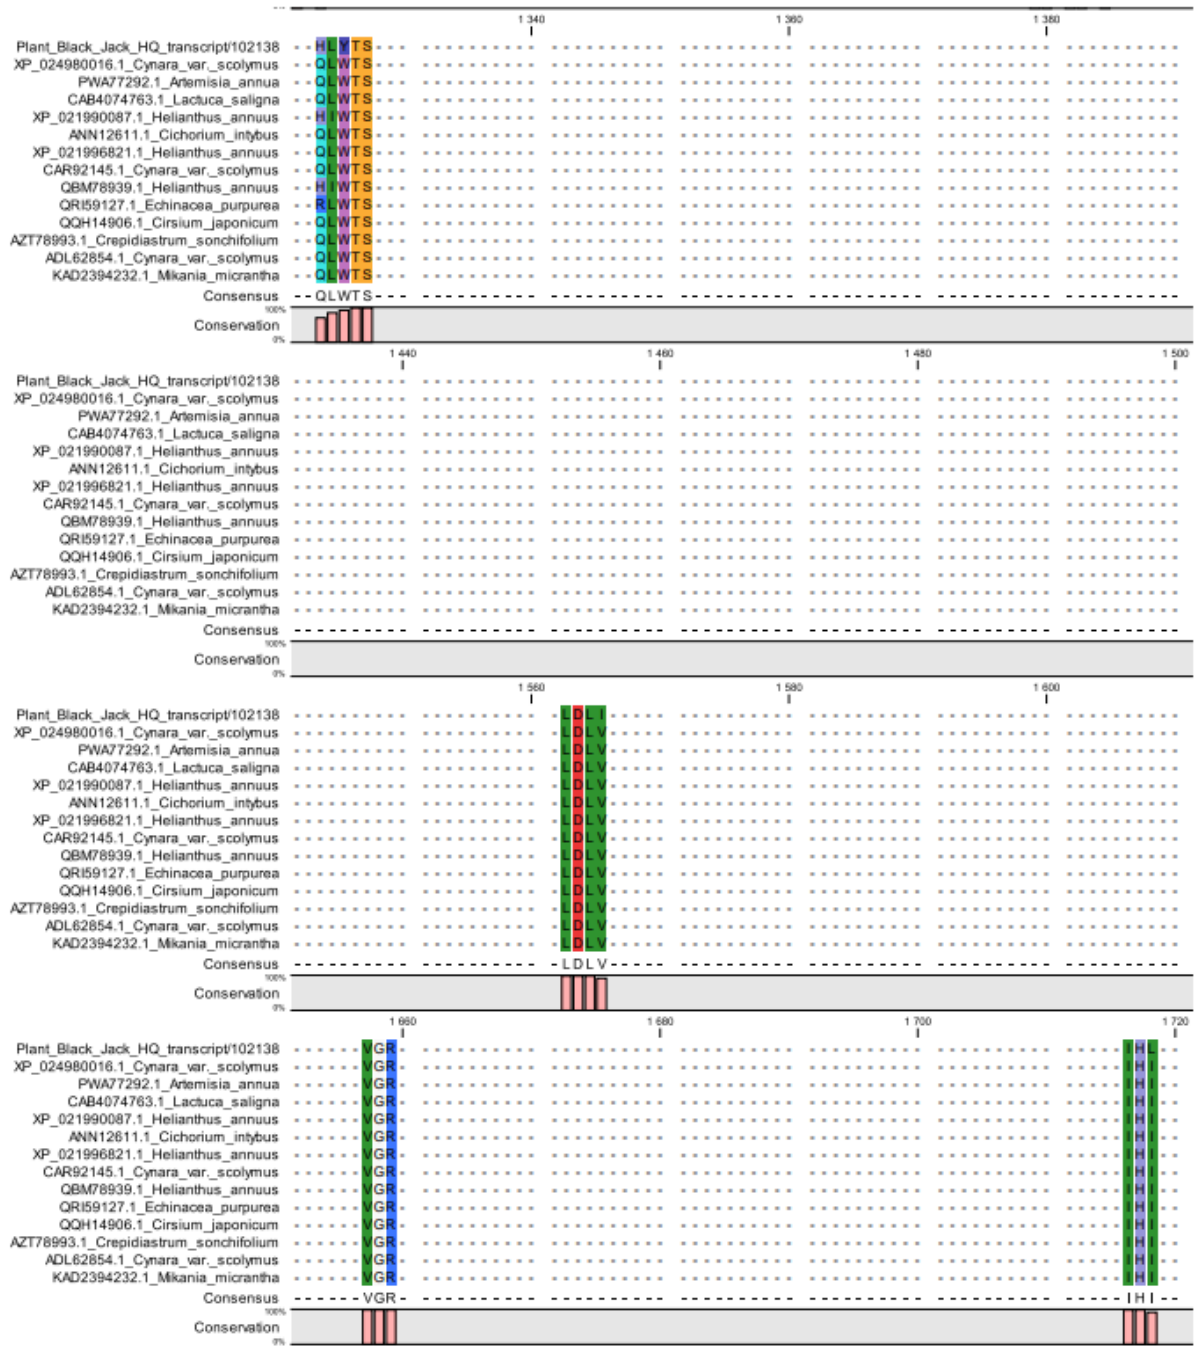 1 340 1 360 1 380
Plant_Black_Jack_HQ_transcript/102138 HLYTS
XP_024980016.1_Cynara_var._scolymus QLWTS
PWA77292.1_Artemisia_annua QLWTS
CAB4074763.1_Lactuca_saligna QLWTS
XP_021990087.1_Helianthus_annuus HIWTS
ANN12611.1_Cichorium_intybus QLWTS
XP_021996821.1_Helianthus_annuus QLWTS
CAR92145.1_Cynara_var._scolymus QLWTS
QBM78939.1_Helianthus_annuus HIWTS
QRI59127.1_Echinacea_purpurea RLWTS
QQH14906.1_Cirsium_japonicum QLWTS
AZT78993.1_Crepidiastrum_sonchifolium QLWTS
ADL62854.1_Cynara_var._scolymus QLWTS
KAD2394232.1_Mikania_micrantha QLWTS
Consensus QLWTS
100%
Conservation
0%
1 440 1 460 1 480 1 500
Plant_Black_Jack_HQ_transcript/102138
XP_024980016.1_Cynara_var._scolymus
PWA77292.1_Artemisia_annua
CAB4074763.1_Lactuca_saligna
XP_021990087.1_Helianthus_annuus
ANN12611.1_Cichorium_intybus
XP_021996821.1_Helianthus_annuus
CAR92145.1_Cynara_var._scolymus
QBM78939.1_Helianthus_annuus
QRI59127.1_Echinacea_purpurea
QQH14906.1_Cirsium_japonicum
AZT78993.1_Crepidiastrum_sonchifolium
ADL62854.1_Cynara_var._scolymus
KAD2394232.1_Mikania_micrantha
Consensus
100%
Conservation
0%
1 560 1 580 1 600
Plant_Black_Jack_HQ_transcript/102138 LDLI
XP_024980016.1_Cynara_var._scolymus LDLV
PWA77292.1_Artemisia_annua LDLV
CAB4074763.1_Lactuca_saligna LDLV
XP_021990087.1_Helianthus_annuus LDLV
ANN12611.1_Cichorium_intybus LDLV
XP_021996821.1_Helianthus_annuus LDLV
CAR92145.1_Cynara_var._scolymus LDLV
QBM78939.1_Helianthus_annuus LDLV
QRI59127.1_Echinacea_purpurea LDLV
QQH14906.1_Cirsium_japonicum LDLV
AZT78993.1_Crepidiastrum_sonchifolium LDLV
ADL62854.1_Cynara_var._scolymus LDLV
KAD2394232.1_Mikania_micrantha LDLV
Consensus LDLV
100%
Conservation
0%
1 660 1 680 1 700 1 720
Plant_Black_Jack_HQ_transcript/102138 VGR IHL
XP_024980016.1_Cynara_var._scolymus VGR IHI
PWA77292.1_Artemisia_annua VGR IHI
CAB4074763.1_Lactuca_saligna VGR IHI
XP_021990087.1_Helianthus_annuus VGR IHI
ANN12611.1_Cichorium_intybus VGR IHI
XP_021996821.1_Helianthus_annuus VGR IHI
CAR92145.1_Cynara_var._scolymus VGR IHI
QBM78939.1_Helianthus_annuus VGR IHI
QRI59127.1_Echinacea_purpurea VGR IHI
QQH14906.1_Cirsium_japonicum VGR IHI
AZT78993.1_Crepidiastrum_sonchifolium VGR IHI
ADL62854.1_Cynara_var._scolymus VGR IHI
KAD2394232.1_Mikania_micrantha VGR IHI
Consensus VGR IHI
100%
Conservation
0%